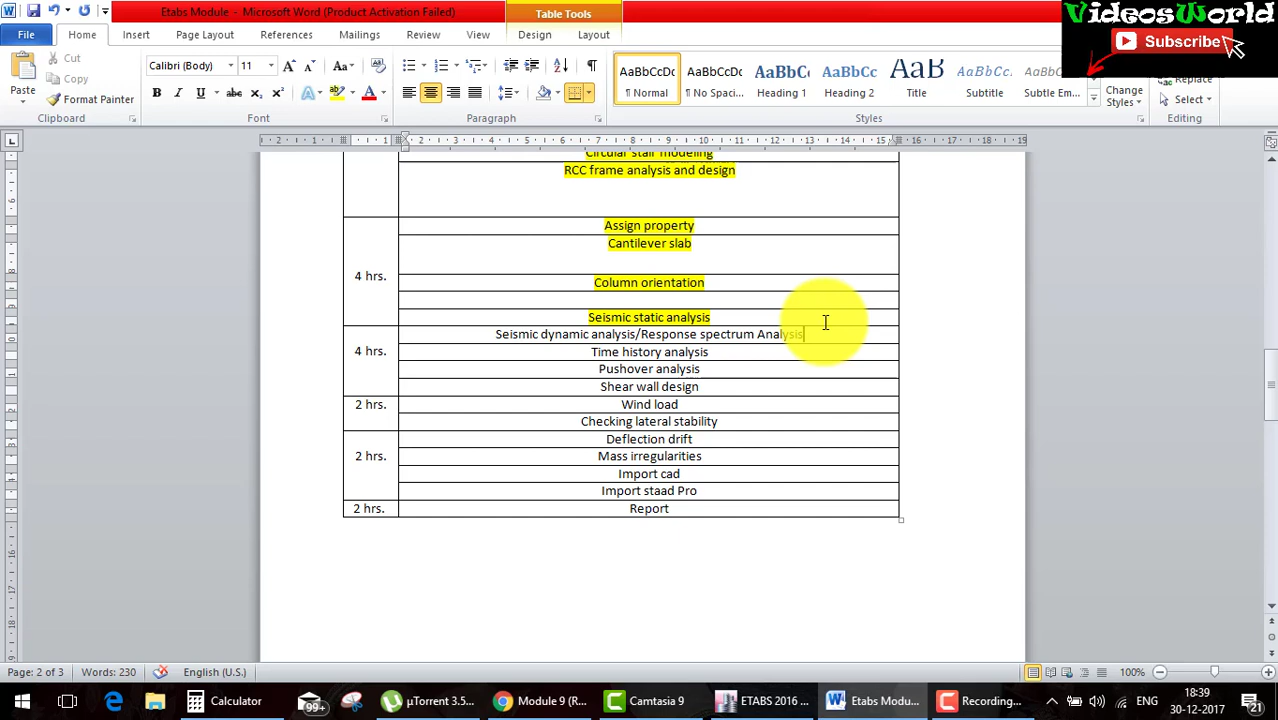 Etabs Module - Microsoft Word (Product Activation Failed)
Table Tools
VideosWorld
Subscribe
File
Home
Insert
Page Layout
References
Mailings
Review
View
Design
Layout
Paste
Cut
Copy
Format Painter
Calibri (Body)
11
AaBbCcDc
¶ Normal
AaBbCcDc
¶ No Spaci...
AaBbC
Heading 1
AaBbCc
Heading 2
AaB
Title
AaBbCc
Subtitle
AaBbCcDc
Subtle Em...
Change
Styles
Replace
Select
Clipboard
Font
Paragraph
Styles
Editing
Circular stair modeling
RCC frame analysis and design
4 hrs.
Assign property
Cantilever slab
Column orientation
Seismic static analysis
4 hrs.
Seismic dynamic analysis/Response spectrum Analysis
Time history analysis
Pushover analysis
Shear wall design
2 hrs.
Wind load
Checking lateral stability
2 hrs.
Deflection drift
Mass irregularities
Import cad
Import staad Pro
2 hrs.
Report
Page: 2 of 3
Words: 230
English (U.S.)
100%
Calculator
99+
µTorrent 3.5...
Module 9 (R...
Camtasia 9
ETABS 2016 ...
Etabs Modu...
Recording...
ENG
18:39
30-12-2017
21